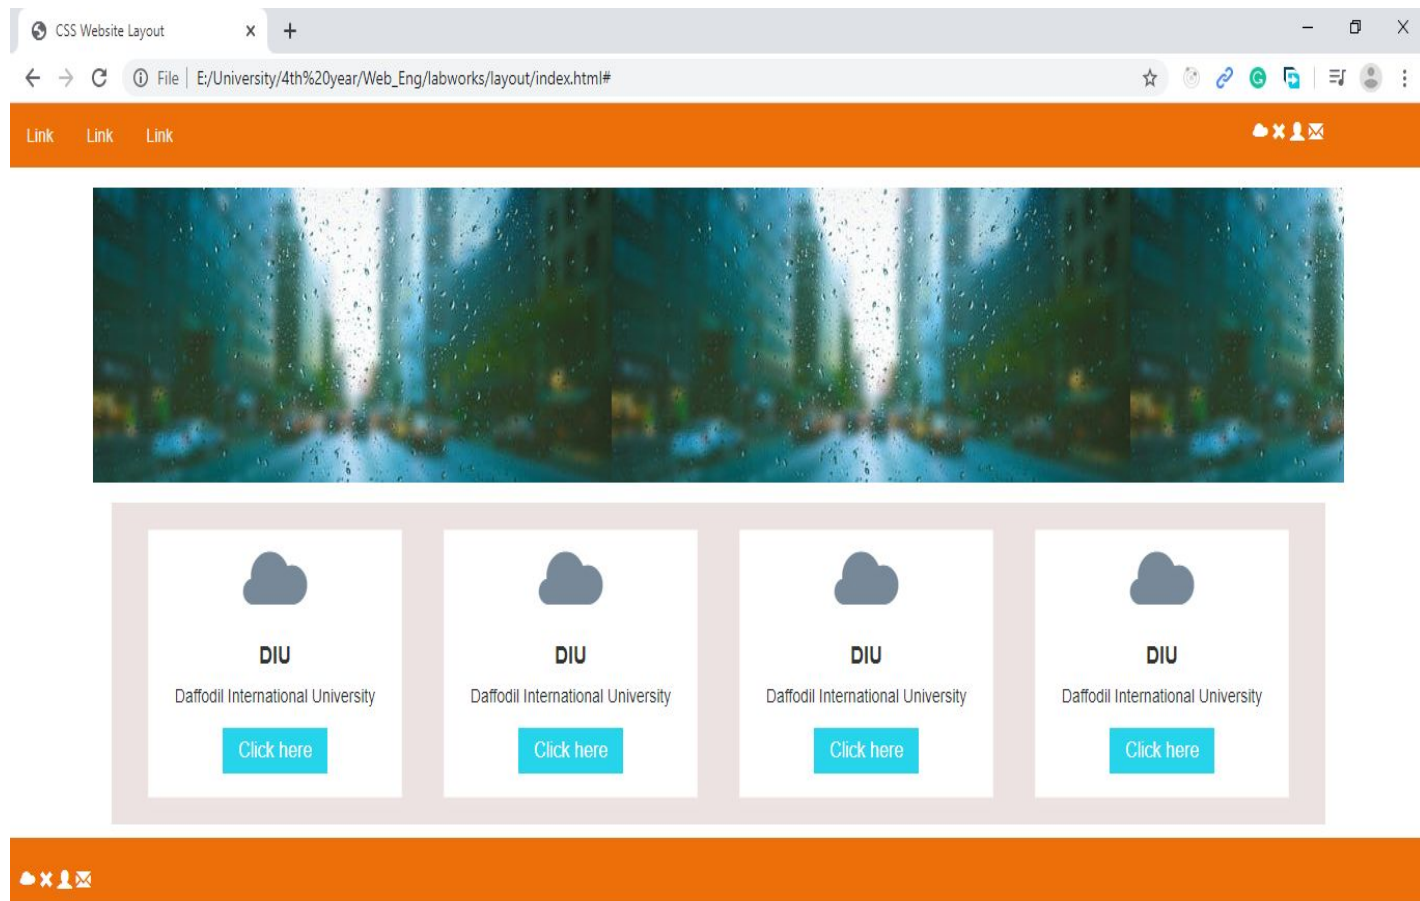 CSS Website Layout
File E:/University/4th%20year/Web_Eng/labworks/layout/index.html#
Link Link Link
DIU DIU DIU DIU
Daffodil International University Daffodil International University Daffodil International University Daffodil International University
Click here Click here Click here Click here